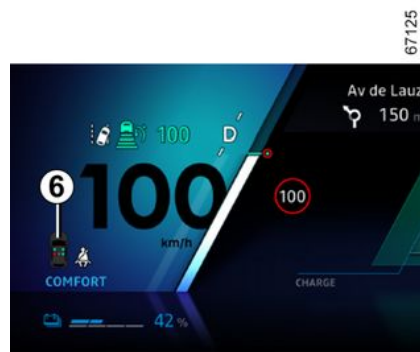 67125
Av de Lauz
150 m
100
D
6
100
km/h
100
COMFORT
CHARGE
42 %